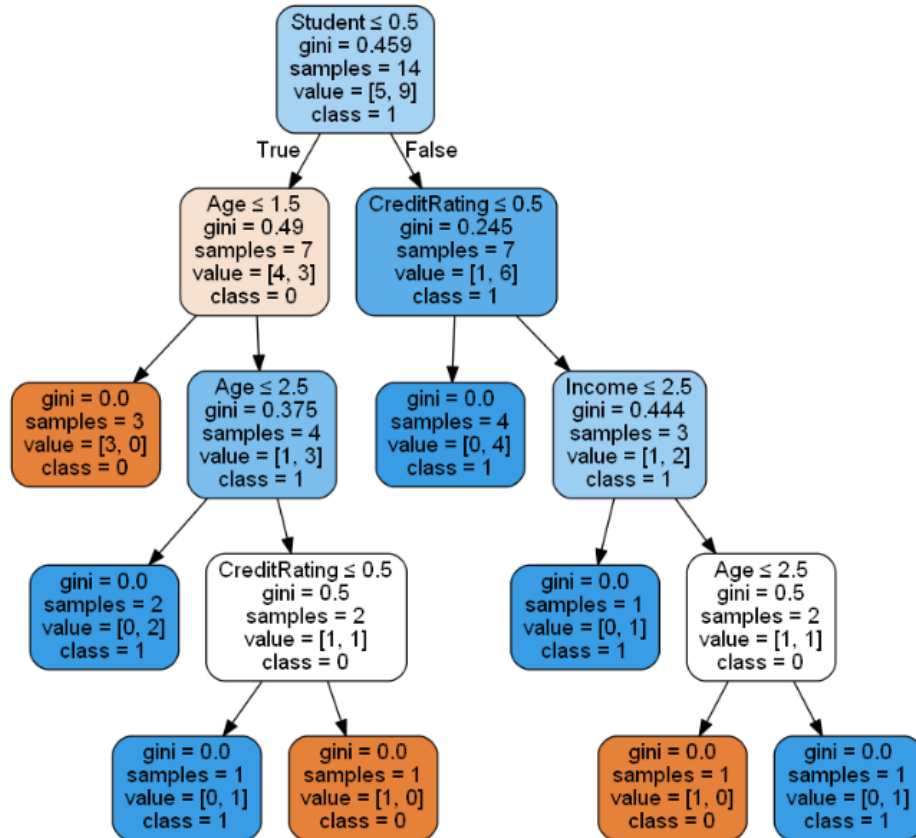 Student ≤ 0.5
gini = 0.459
samples = 14
value = [5, 9]
class = 1
True
False
Age ≤ 1.5
gini = 0.49
samples = 7
value = [4, 3]
class = 0
CreditRating ≤ 0.5
gini = 0.245
samples = 7
value = [1, 6]
class = 1
gini = 0.0
samples = 3
value = [3, 0]
class = 0
Age ≤ 2.5
gini = 0.375
samples = 4
value = [1, 3]
class = 1
gini = 0.0
samples = 4
value = [0, 4]
class = 1
Income ≤ 2.5
gini = 0.444
samples = 3
value = [1, 2]
class = 1
gini = 0.0
samples = 2
value = [0, 2]
class = 1
CreditRating ≤ 0.5
gini = 0.5
samples = 2
value = [1, 1]
class = 0
gini = 0.0
samples = 1
value = [0, 1]
class = 1
Age ≤ 2.5
gini = 0.5
samples = 2
value = [1, 1]
class = 0
gini = 0.0
samples = 1
value = [0, 1]
class = 1
gini = 0.0
samples = 1
value = [1, 0]
class = 0
gini = 0.0
samples = 1
value = [1, 0]
class = 0
gini = 0.0
samples = 1
value = [0, 1]
class = 1